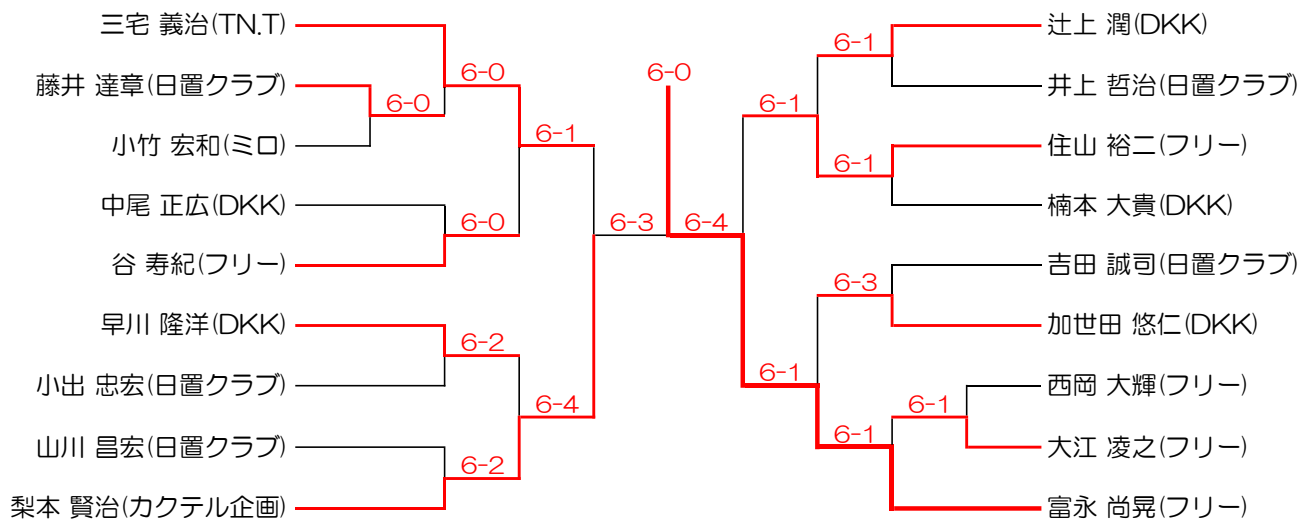 三宅 義治(TN.T)
藤井 達章(日置クラブ)
小竹 宏和(ミロ)
中尾 正広(DKK)
谷 寿紀(フリー)
早川 隆洋(DKK)
小出 忠宏(日置クラブ)
山川 昌宏(日置クラブ)
梨本 賢治(カクテル企画)
6-0
6-0
6-0
6-2
6-2
6-1
6-4
6-3
6-0
6-4
6-1
6-1
6-1
6-1
6-3
6-1
6-1
辻上 潤(DKK)
井上 哲治(日置クラブ)
住山 裕二(フリー)
楠本 大貴(DKK)
吉田 誠司(日置クラブ)
加世田 悠仁(DKK)
西岡 大輝(フリー)
大江 凌之(フリー)
富永 尚晃(フリー)